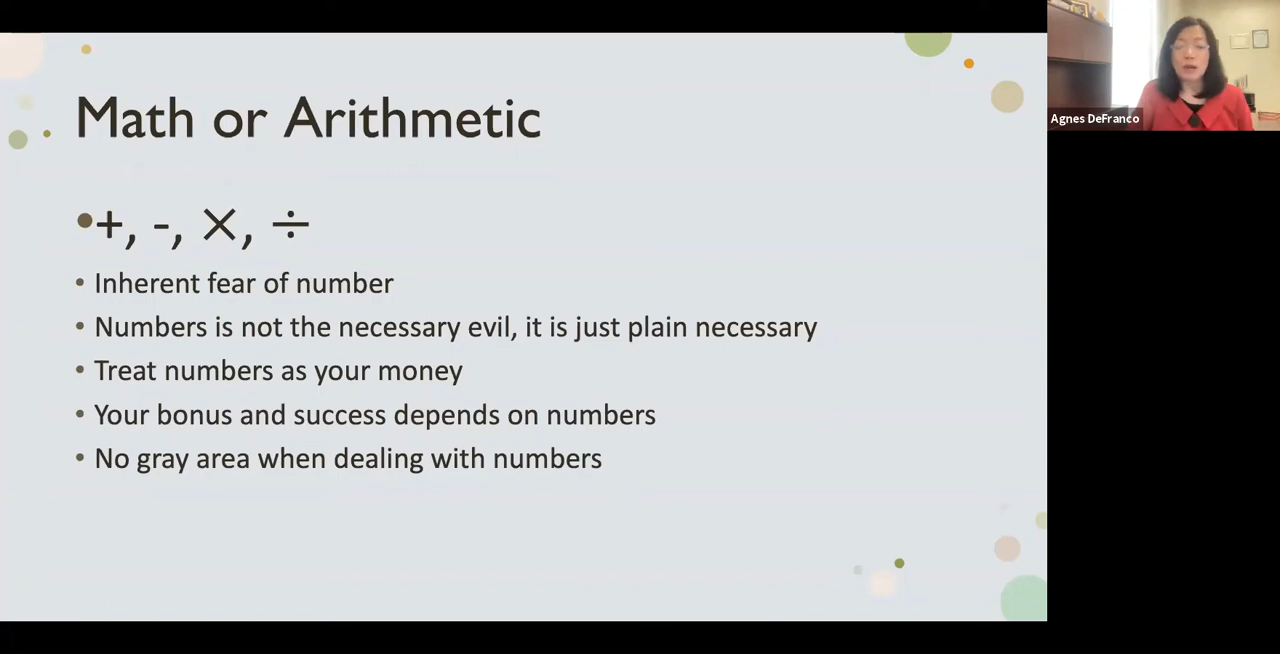 Math or Arithmetic
•+, -, ×, ÷
• Inherent fear of number
• Numbers is not the necessary evil, it is just plain necessary
• Treat numbers as your money
• Your bonus and success depends on numbers
• No gray area when dealing with numbers
Agnes DeFranco